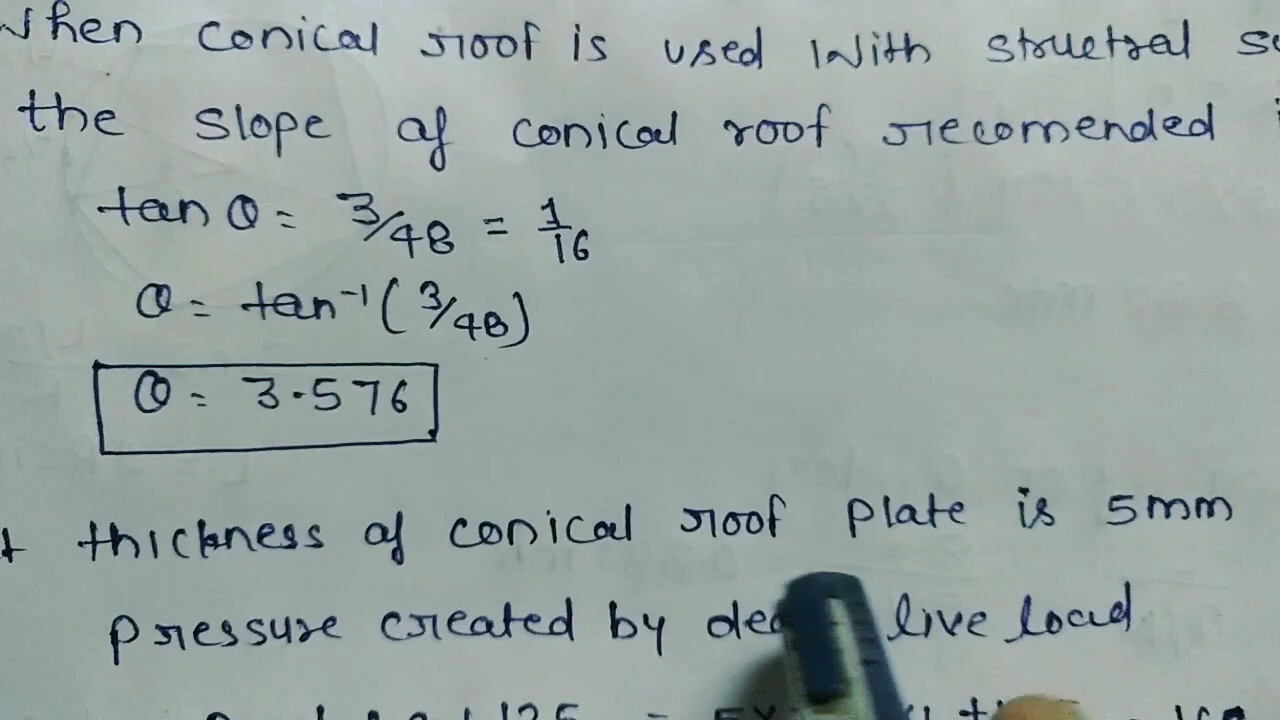 When conical roof is used with structral
the slope of conical roof recomended
tan θ = 3/48 = 1/16
θ = tan⁻¹(3/48)
θ = 3.576
thickness of conical roof plate is 5mm
pressure created by live load